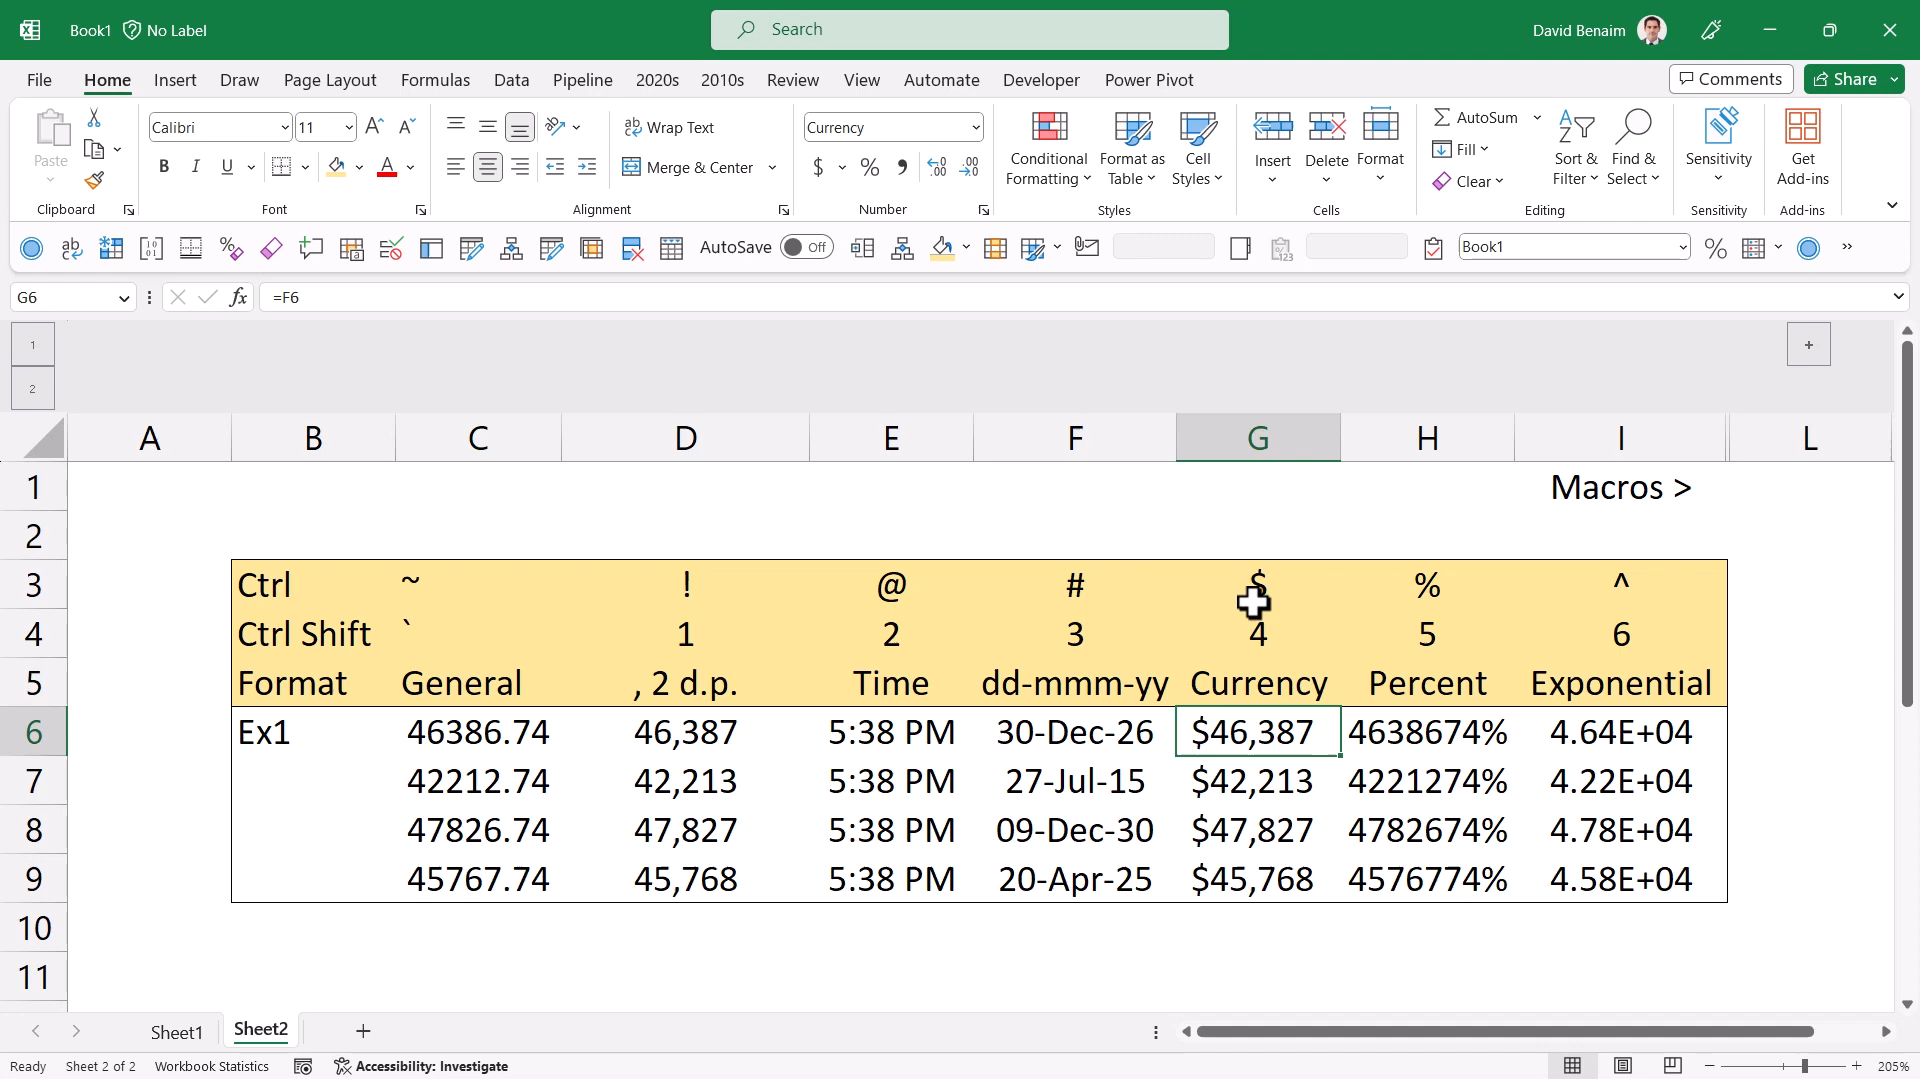 Book1 No Label Search David Benaim
File Home Insert Draw Page Layout Formulas Data Pipeline 2020s 2010s Review View Automate Developer Power Pivot Comments Share
Paste Calibri 11 Wrap Text Currency Conditional Formatting Format as Table Cell Styles Insert Delete Format AutoSum Sort & Filter Find & Select Sensitivity Get Add-ins
B I U Merge & Center $ % Fill Clear
Clipboard Font Alignment Number Styles Cells Editing Sensitivity Add-ins
AutoSave Off Book1
G6 fx =F6
1 +
2
A B C D E F G H I L
1 Macros >
2
3 Ctrl ~ ! @ # $ % ^
4 Ctrl Shift ` 1 2 3 4 5 6
5 Format General , 2 d.p. Time dd-mmm-yy Currency Percent Exponential
6 Ex1 46386.74 46,387 5:38 PM 30-Dec-26 $46,387 4638674% 4.64E+04
7 42212.74 42,213 5:38 PM 27-Jul-15 $42,213 4221274% 4.22E+04
8 47826.74 47,827 5:38 PM 09-Dec-30 $47,827 4782674% 4.78E+04
9 45767.74 45,768 5:38 PM 20-Apr-25 $45,768 4576774% 4.58E+04
10
11
Sheet1 Sheet2
Ready Sheet 2 of 2 Workbook Statistics Accessibility: Investigate 205%